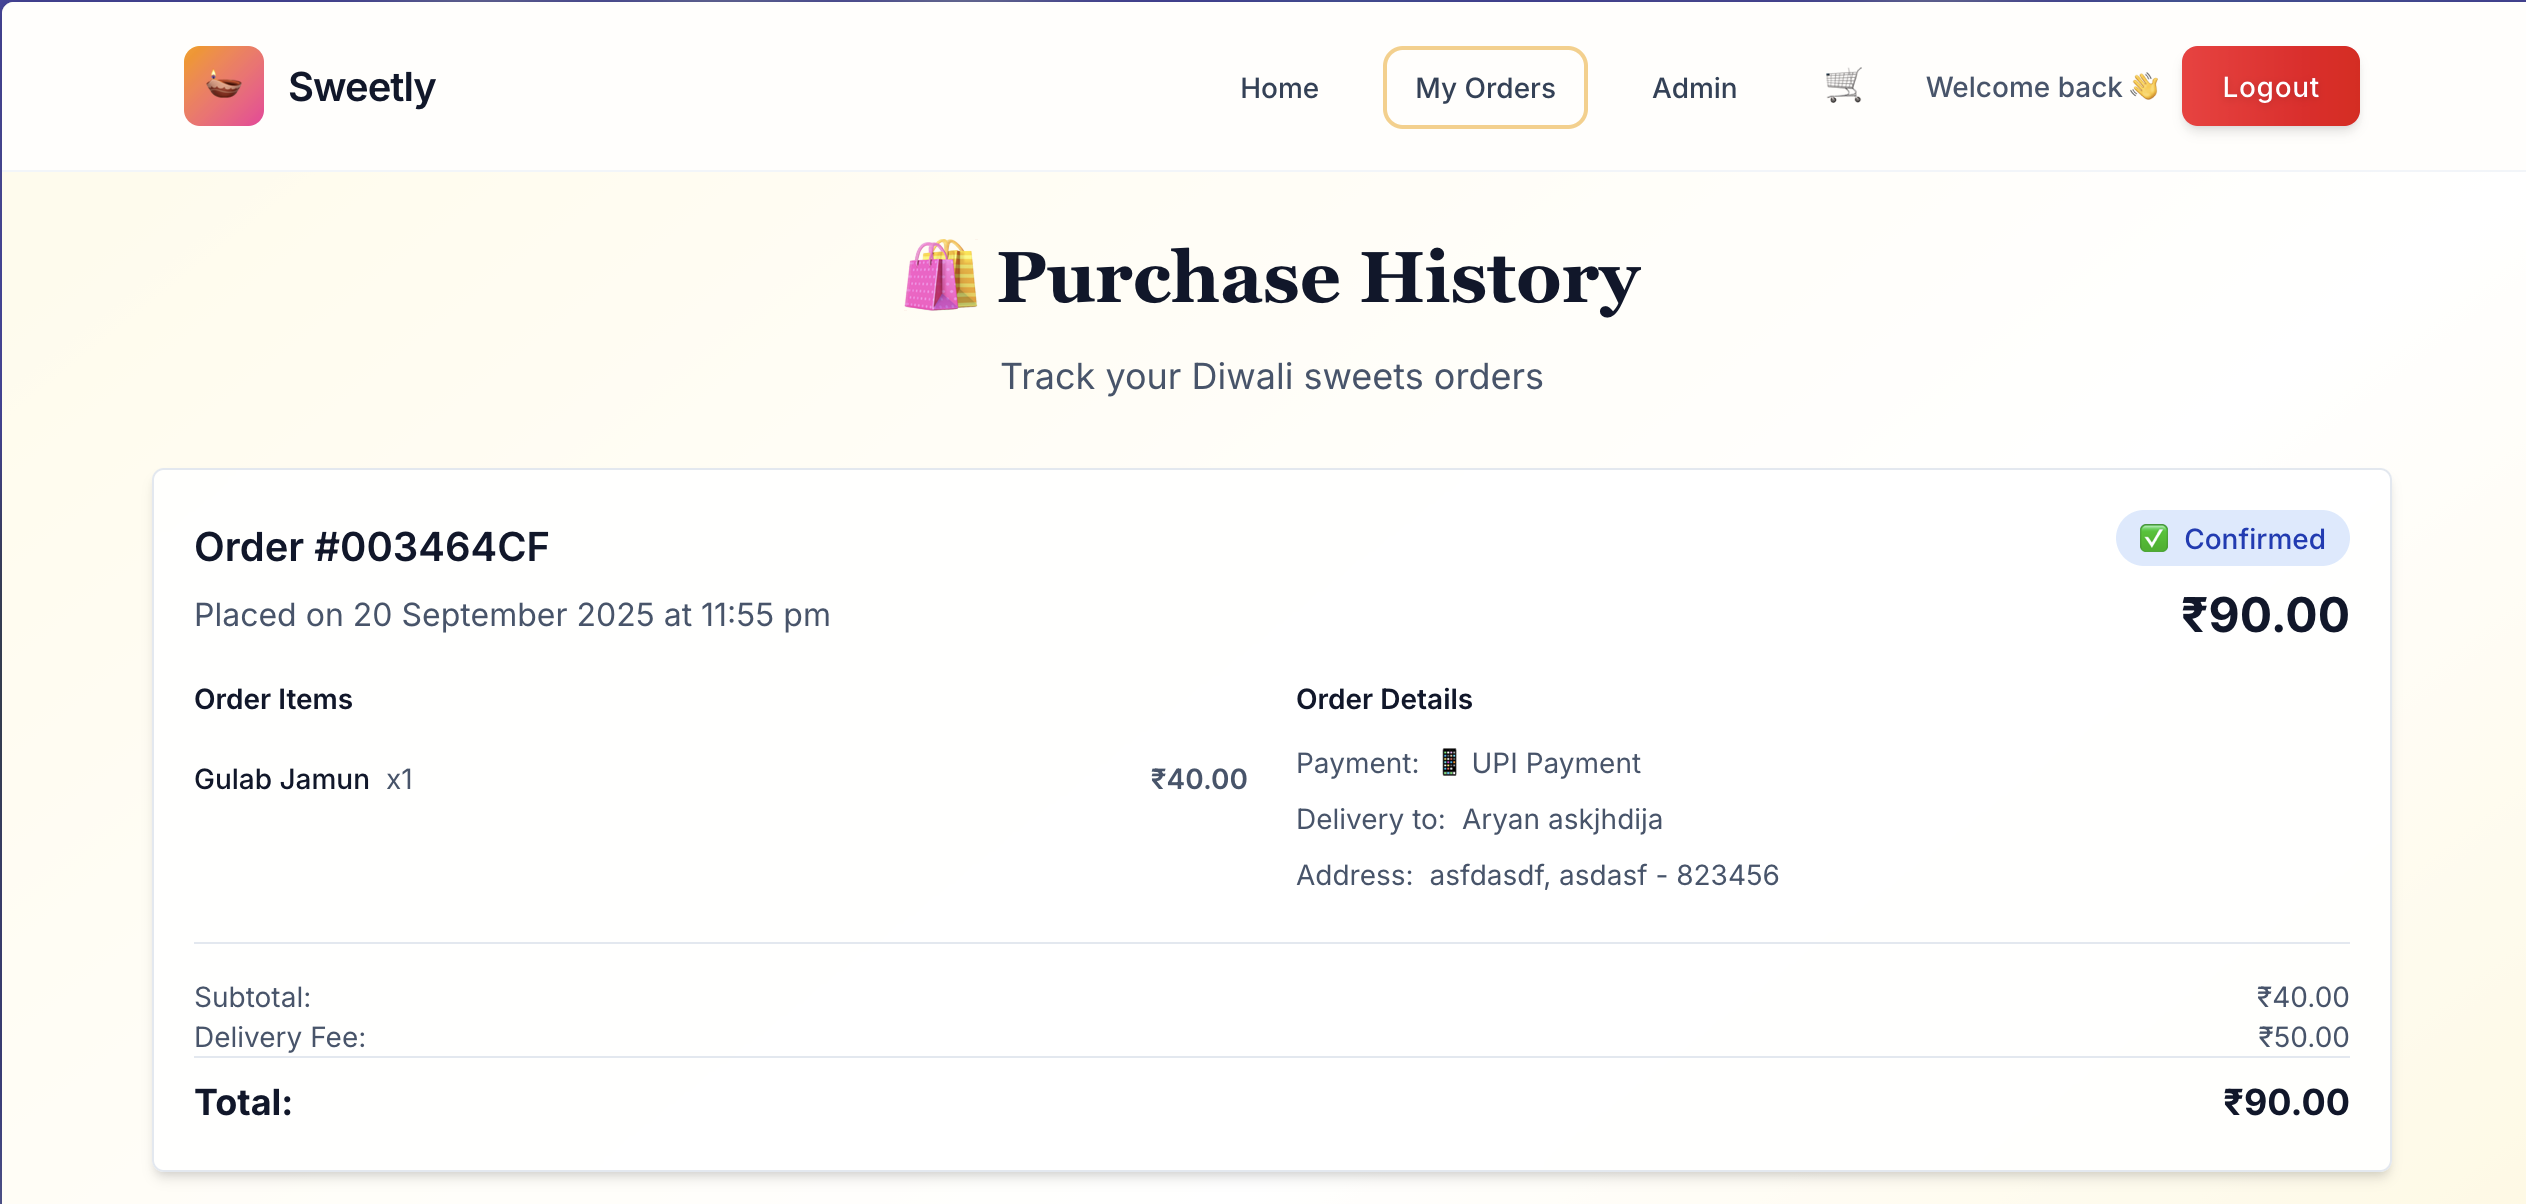 Sweetly
Home My Orders Admin Welcome back 👋 Logout
🛍️ Purchase History
Track your Diwali sweets orders
Order #003464CF
✅ Confirmed
Placed on 20 September 2025 at 11:55 pm
₹90.00
Order Items
Gulab Jamun x1 ₹40.00
Order Details
Payment: 📱 UPI Payment
Delivery to: Aryan askjhdija
Address: asfdasdf, asdasf - 823456
Subtotal: ₹40.00
Delivery Fee: ₹50.00
Total: ₹90.00